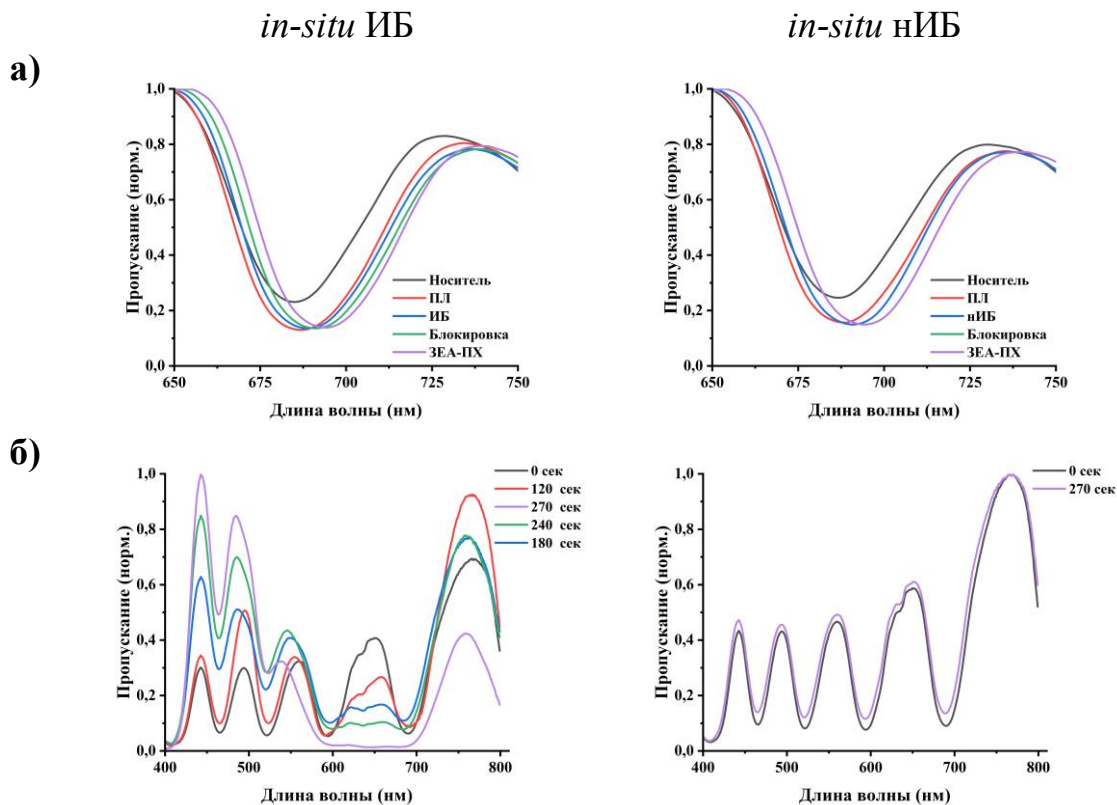 in-situ ИБ
in-situ нИБ
а)
Пропускание (норм.)
1,0
0,8
0,6
0,4
0,2
0,0
650
675
700
725
750
Длина волны (нм)
Носитель
ПЛ
ИБ
Блокировка
ЗЕА-ПХ
Пропускание (норм.)
1,0
0,8
0,6
0,4
0,2
0,0
650
675
700
725
750
Длина волны (нм)
Носитель
ПЛ
нИБ
Блокировка
ЗЕА-ПХ
б)
Пропускание (норм.)
1,0
0,8
0,6
0,4
0,2
0,0
400
500
600
700
800
Длина волны (нм)
0 сек
120 сек
270 сек
240 сек
180 сек
Пропускание (норм.)
1,0
0,8
0,6
0,4
0,2
0,0
400
500
600
700
800
Длина волны (нм)
0 сек
270 сек